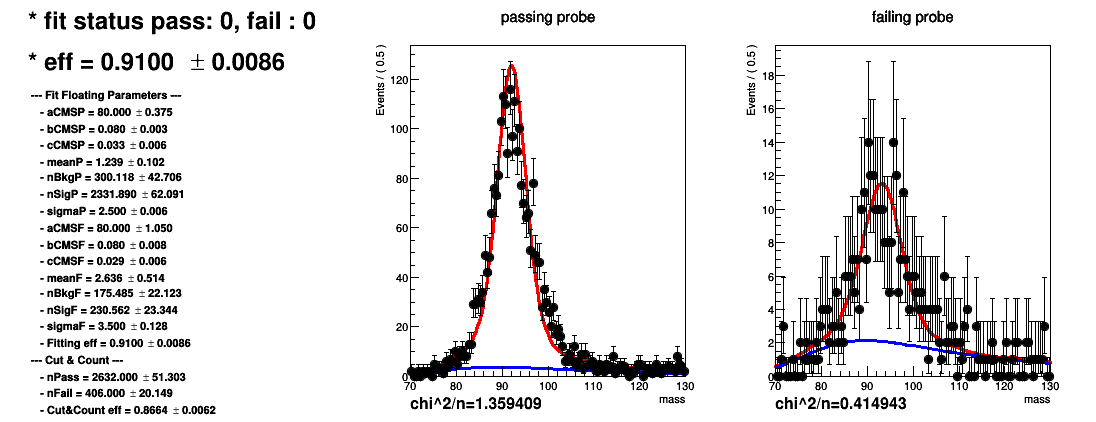 * fit status pass: 0, fail : 0
* eff = 0.9100 ± 0.0086
--- Fit Floating Parameters ---
- aCMSP = 80.000 ± 0.375
- bCMSP = 0.080 ± 0.003
- cCMSP = 0.033 ± 0.006
- meanP = 1.239 ± 0.102
- nBkgP = 300.118 ± 42.706
- nSigP = 2331.890 ± 62.091
- sigmaP = 2.500 ± 0.006
- aCMSF = 80.000 ± 1.050
- bCMSF = 0.080 ± 0.008
- cCMSF = 0.029 ± 0.006
- meanF = 2.636 ± 0.514
- nBkgF = 175.485 ± 22.123
- nSigF = 230.562 ± 23.344
- sigmaF = 3.500 ± 0.128
- Fitting eff = 0.9100 ± 0.0086
--- Cut & Count ---
- nPass = 2632.000 ± 51.303
- nFail = 406.000 ± 20.149
- Cut&Count eff = 0.8664 ± 0.0062
passing probe
Events / ( 0.5 )
120
100
80
60
40
20
0
70 80 90 100 110 120 130
mass
chi^2/n=1.359409
failing probe
Events / ( 0.5 )
18
16
14
12
10
8
6
4
2
0
70 80 90 100 110 120 130
mass
chi^2/n=0.414943